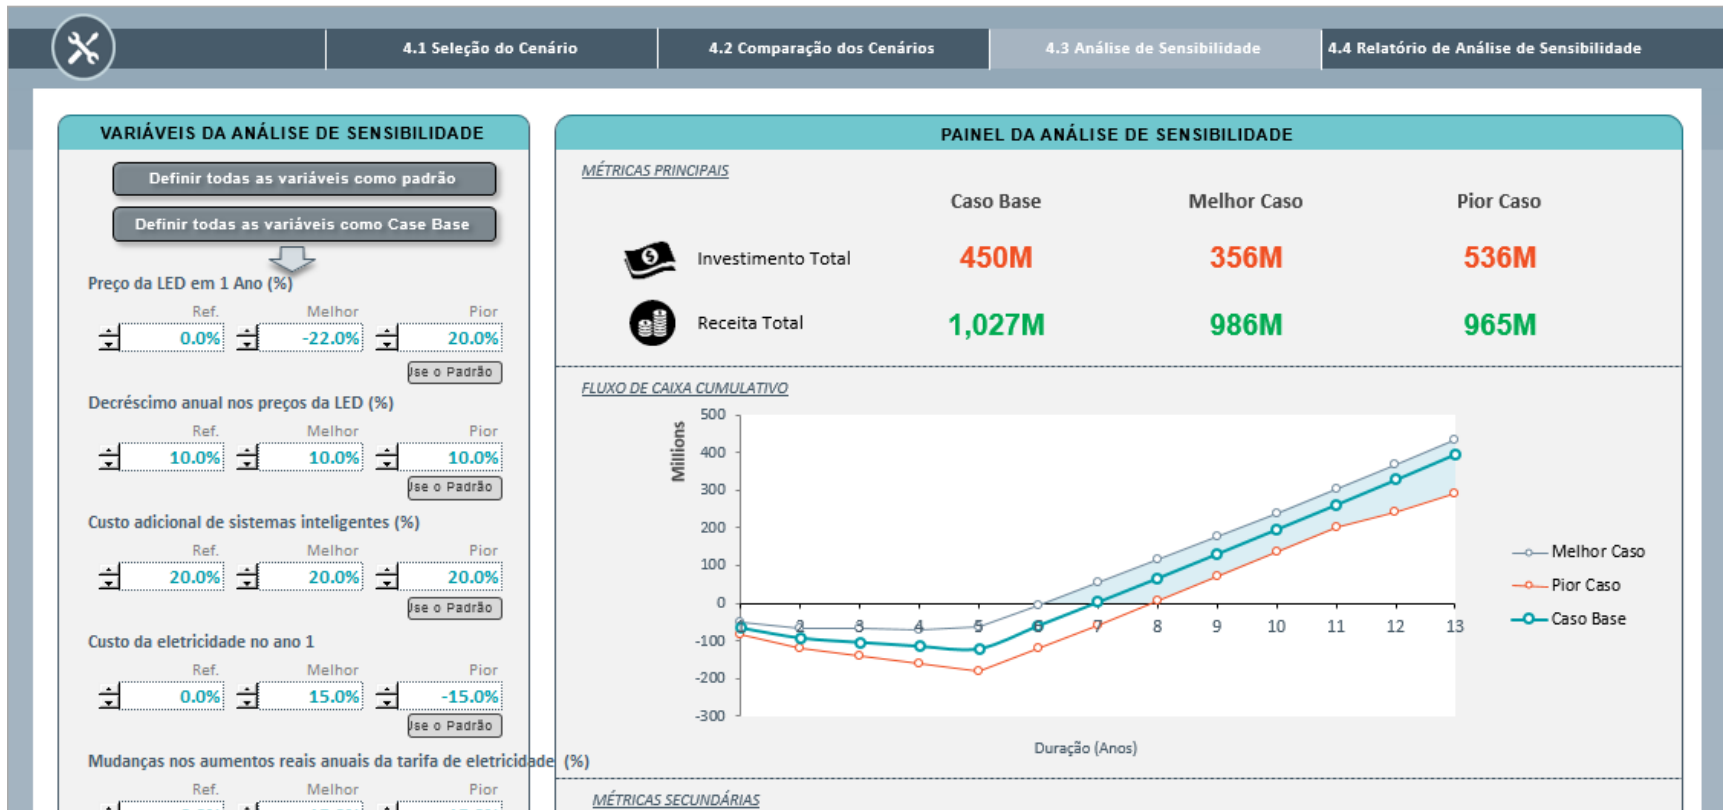 4.1 Seleção do Cenário
4.2 Comparação dos Cenários
4.3 Análise de Sensibilidade
4.4 Relatório de Análise de Sensibilidade
VARIÁVEIS DA ANÁLISE DE SENSIBILIDADE
Definir todas as variáveis como padrão
Definir todas as variáveis como Case Base
Preço da LED em 1 Ano (%)
Ref. Melhor Pior
0.0% -22.0% 20.0%
Use o Padrão
Decréscimo anual nos preços da LED (%)
Ref. Melhor Pior
10.0% 10.0% 10.0%
Use o Padrão
Custo adicional de sistemas inteligentes (%)
Ref. Melhor Pior
20.0% 20.0% 20.0%
Use o Padrão
Custo da eletricidade no ano 1
Ref. Melhor Pior
0.0% 15.0% -15.0%
Use o Padrão
Mudanças nos aumentos reais anuais da tarifa de eletricidade (%)
Ref. Melhor Pior
PAINEL DA ANÁLISE DE SENSIBILIDADE
MÉTRICAS PRINCIPAIS
Caso Base Melhor Caso Pior Caso
Investimento Total 450M 356M 536M
Receita Total 1,027M 986M 965M
FLUXO DE CAIXA CUMULATIVO
Millions
500
400
300
200
100
0
-100
-200
-300
2 3 4 5 6 7 8 9 10 11 12 13
Duração (Anos)
Melhor Caso
Pior Caso
Caso Base
MÉTRICAS SECUNDÁRIAS